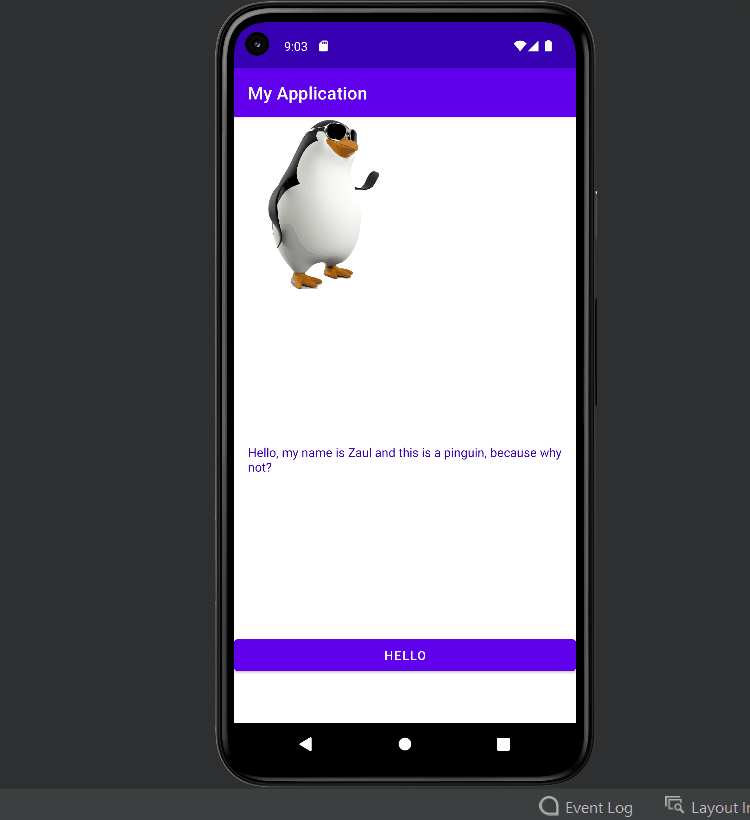 9:03
My Application
Hello, my name is Zaul and this is a pinguin, because why
not?
HELLO
Event Log
Layout In